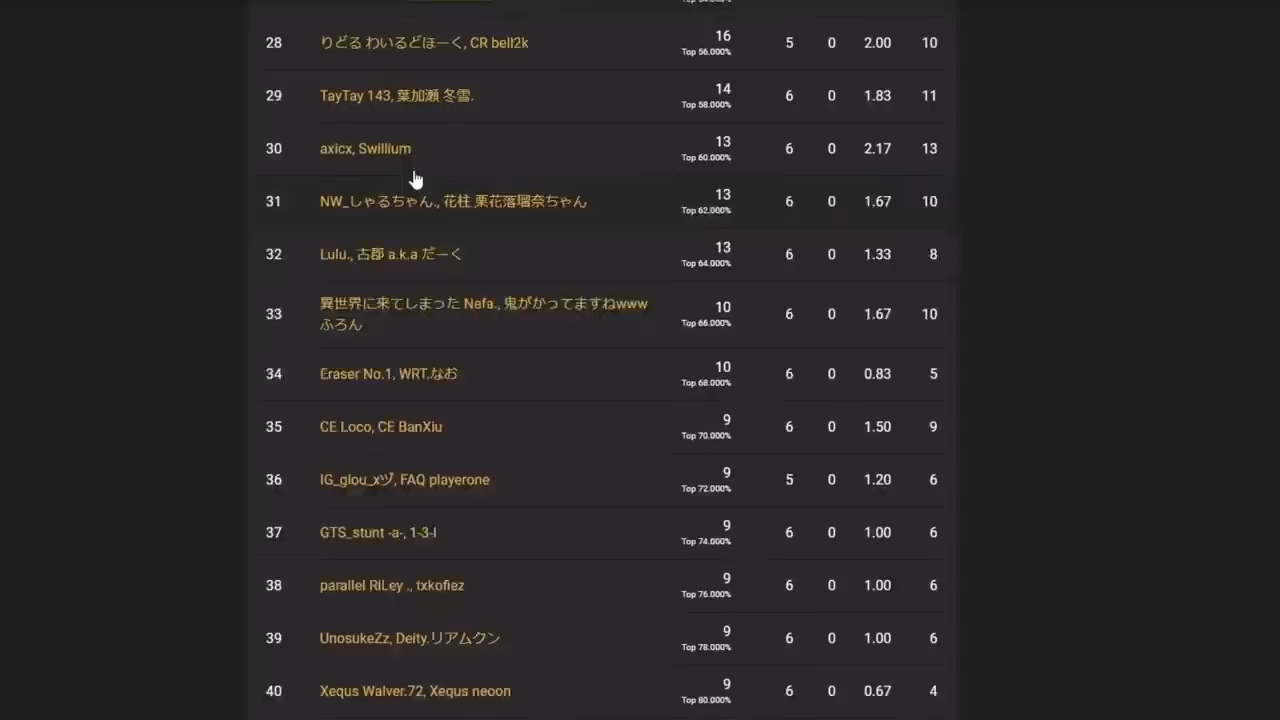 28 りどる わいるどほーく, CR bell2k 16 5 0 2.00 10
Top 56.000%
29 TayTay 143, 葉加瀬 冬雪. 14 6 0 1.83 11
Top 58.000%
30 axicx, Swillium 13 6 0 2.17 13
Top 60.000%
31 NW_しゃるちゃん., 花柱 栗花落瑠奈ちゃん 13 6 0 1.67 10
Top 62.000%
32 Lulu., 古郡 a.k.a だーく 13 6 0 1.33 8
Top 64.000%
33 異世界に来てしまった Nefa., 鬼がかってますねwww 10 6 0 1.67 10
ふろん Top 66.000%
34 Eraser No.1, WRT.なお 10 6 0 0.83 5
Top 68.000%
35 CE Loco, CE BanXiu 9 6 0 1.50 9
Top 70.000%
36 IG_glou_xヅ, FAQ playerone 9 5 0 1.20 6
Top 72.000%
37 GTS_stunt -a-, 1-3-I 9 6 0 1.00 6
Top 74.000%
38 parallel RiLey ., txkofiez 9 6 0 1.00 6
Top 76.000%
39 UnosukeZz, Deity.リアムクン 9 6 0 1.00 6
Top 78.000%
40 Xequs Walver.72, Xequs neoon 9 6 0 0.67 4
Top 80.000%